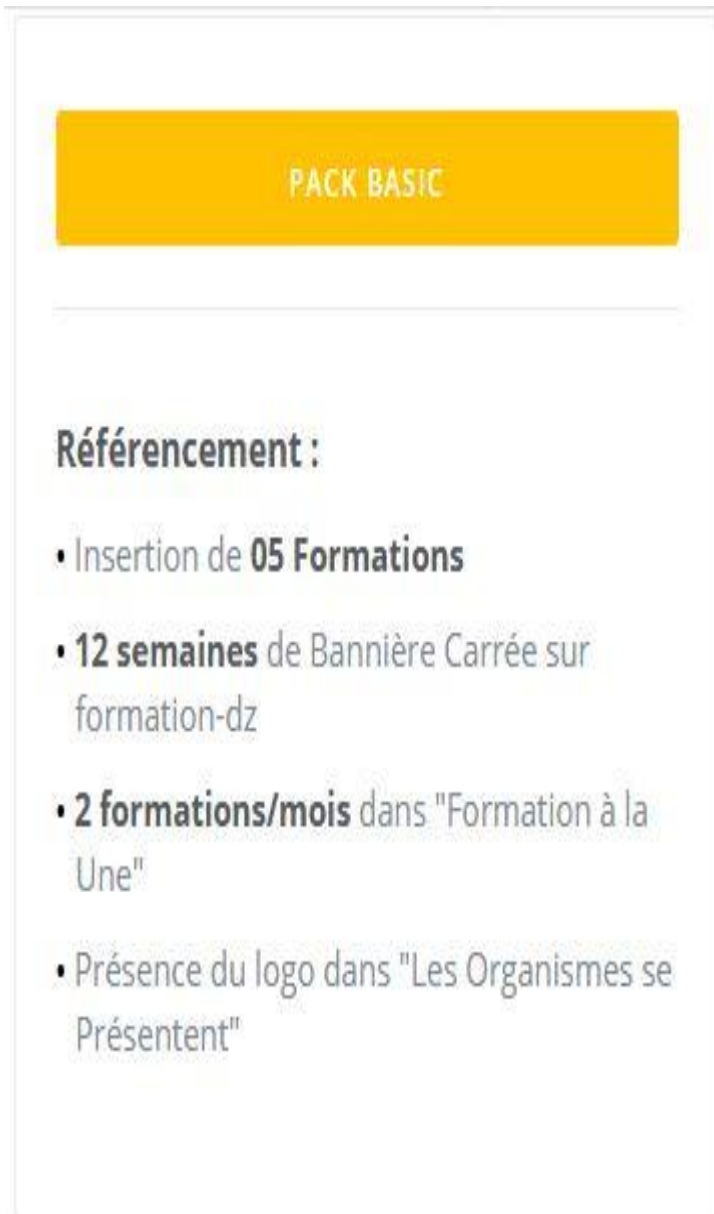 PACK BASIC
Référencement :
• Insertion de 05 Formations
• 12 semaines de Bannière Carrée sur
formation-dz
• 2 formations/mois dans "Formation à la
Une"
• Présence du logo dans "Les Organismes se
Présentent"